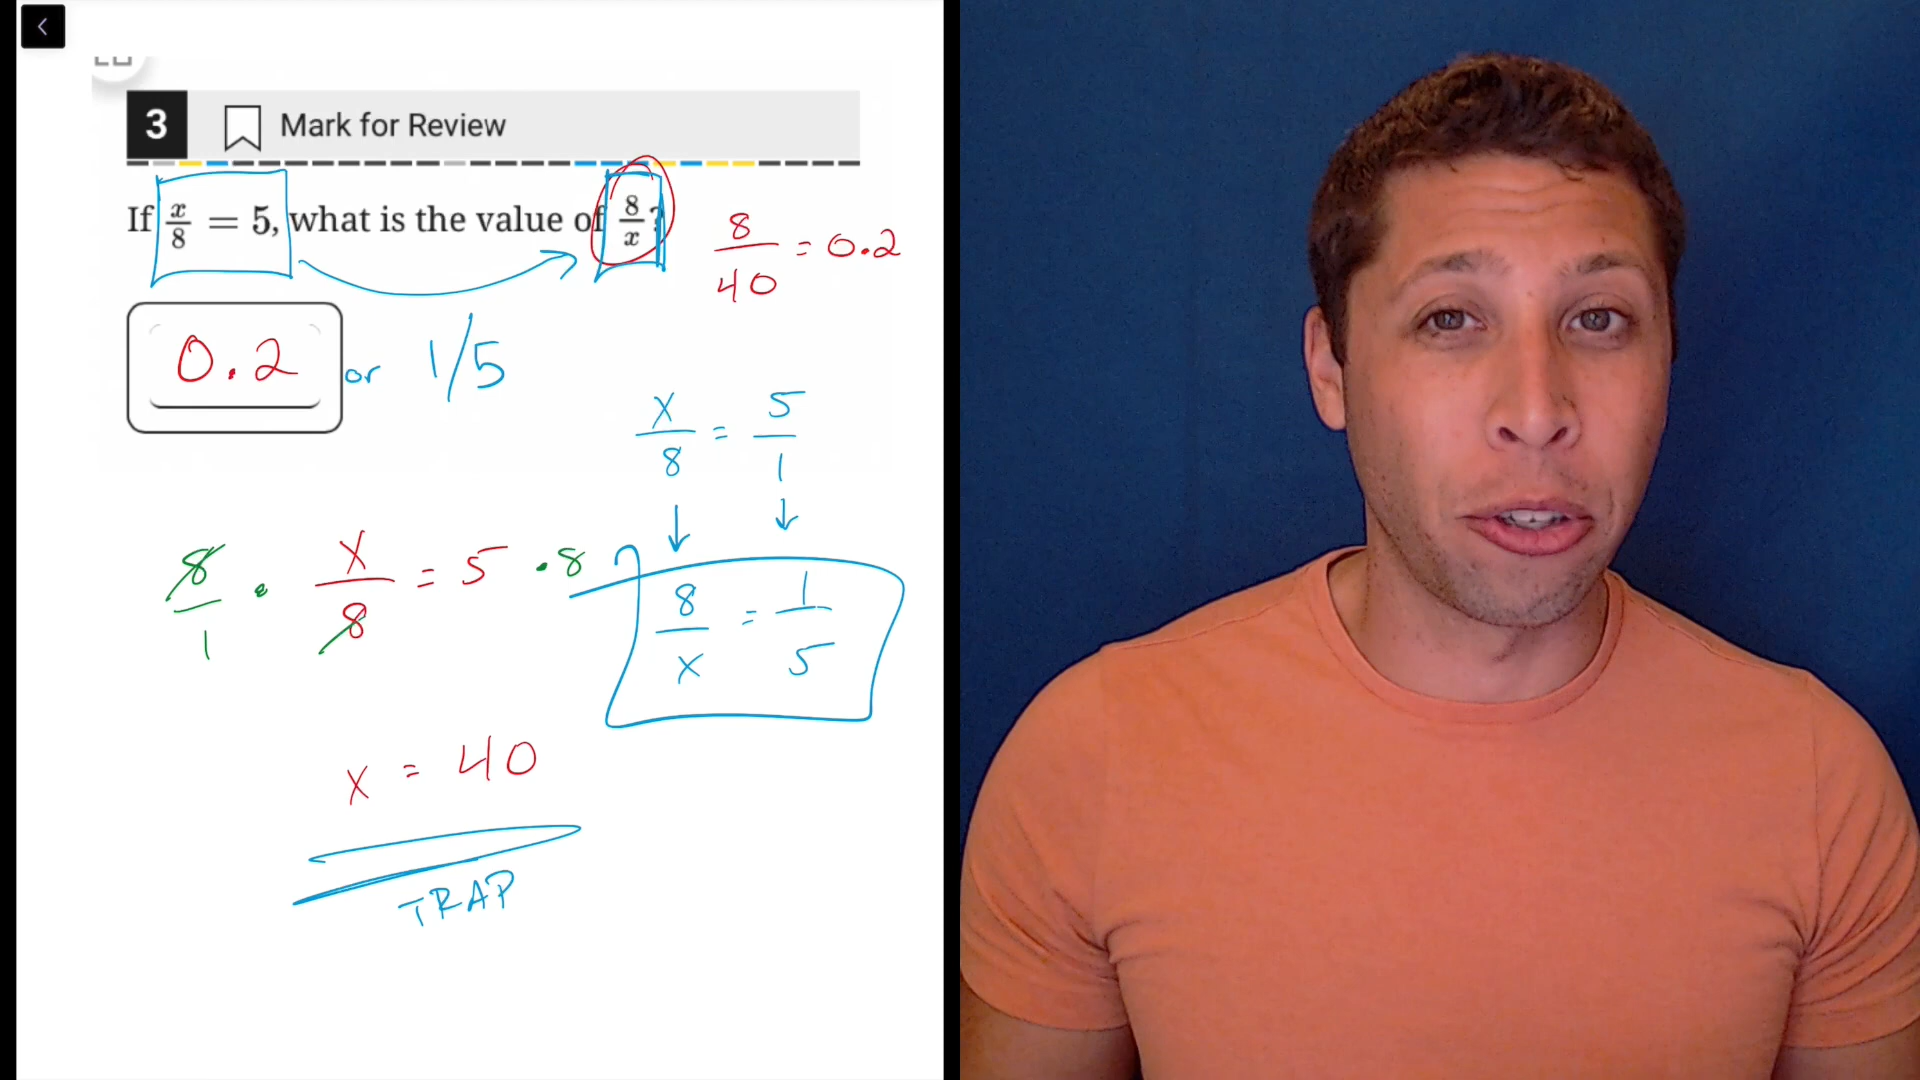 3 Mark for Review
If x/8 = 5, what is the value of 8/x?
8/40 = 0.2
0.2 or 1/5
x/8 = 5/1
8/1 · x/8 = 5 · 8
8/x = 1/5
x = 40
TRAP